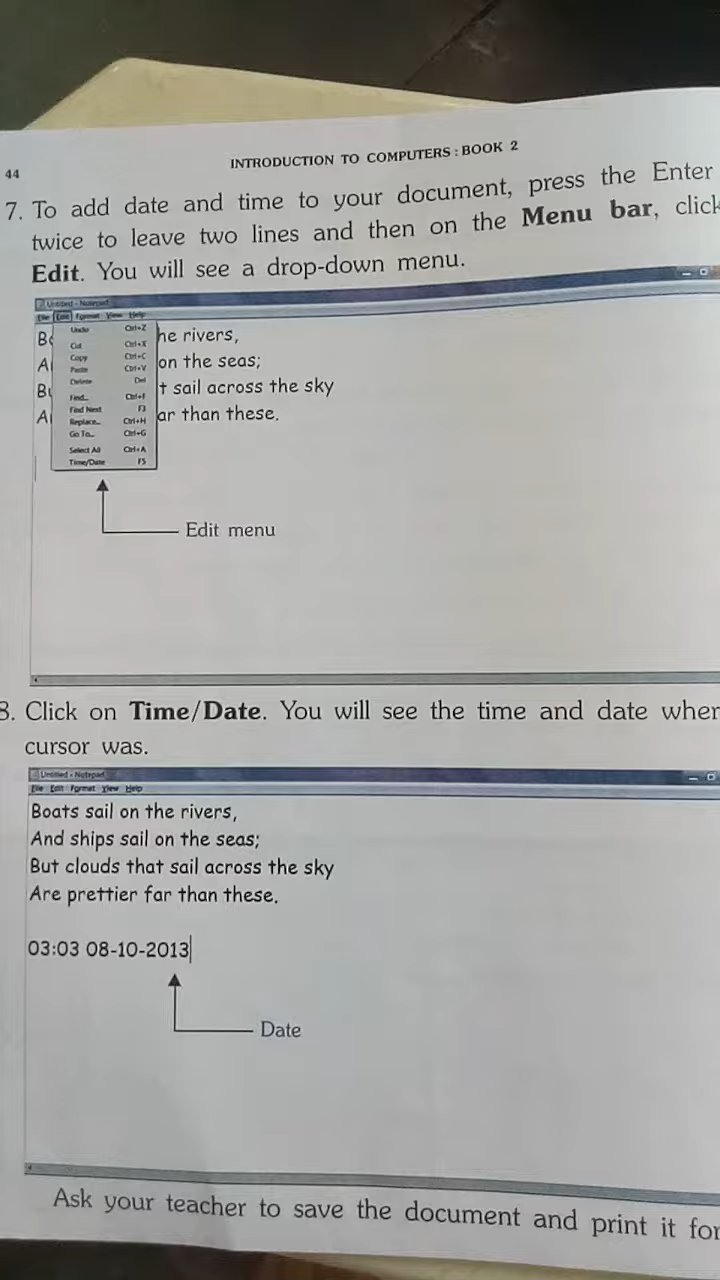 44
INTRODUCTION TO COMPUTERS : BOOK 2
7. To add date and time to your document, press the Enter
twice to leave two lines and then on the Menu bar, click
Edit. You will see a drop-down menu.
Untitled - Notepad
File Edit Format View Help
Undo Ctrl+Z
Cut Ctrl+X
Copy Ctrl+C
Paste Ctrl+V
Delete Del
Find... Ctrl+F
Find Next F3
Replace... Ctrl+H
Go To... Ctrl+G
Select All Ctrl+A
Time/Date F5
he rivers,
on the seas;
t sail across the sky
ar than these.
Edit menu
8. Click on Time/Date. You will see the time and date wher
cursor was.
Untitled - Notepad
File Edit Format View Help
Boats sail on the rivers,
And ships sail on the seas;
But clouds that sail across the sky
Are prettier far than these.
03:03 08-10-2013
Date
Ask your teacher to save the document and print it for